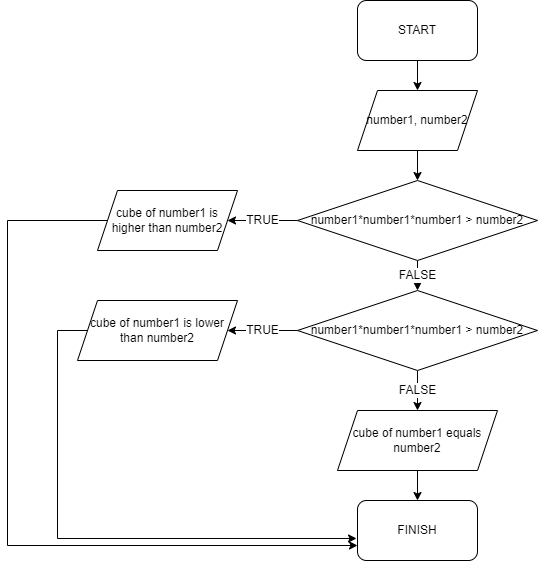 START
number1, number2
cube of number1 is
higher than number2
TRUE
number1*number1*number1 > number2
FALSE
cube of number1 is lower
than number2
TRUE
number1*number1*number1 > number2
FALSE
cube of number1 equals
number2
FINISH